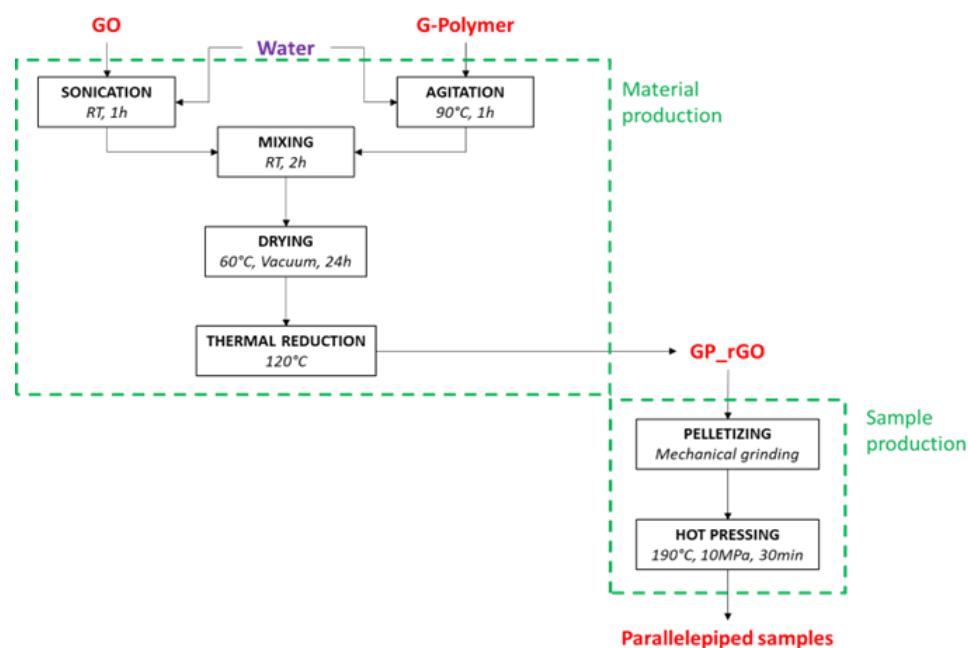 GO
G-Polymer
Water
SONICATION
RT, 1h
AGITATION
90°C, 1h
Material
production
MIXING
RT, 2h
DRYING
60°C, Vacuum, 24h
THERMAL REDUCTION
120°C
GP_rGO
PELLETIZING
Mechanical grinding
Sample
production
HOT PRESSING
190°C, 10MPa, 30min
Parallelepiped samples